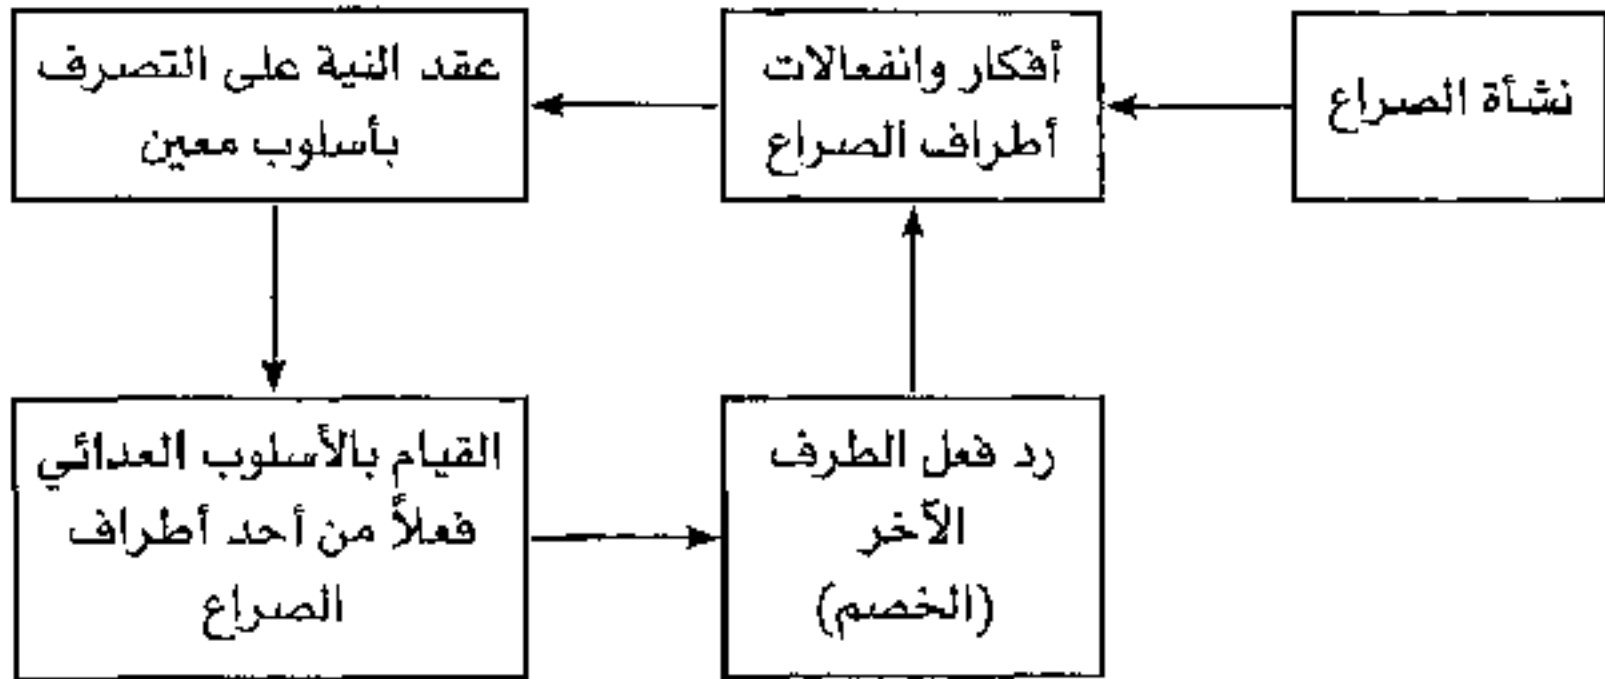 نشأة الصراع
أفكار وانفعالات
أطراف الصراع
عقد النية على التصرف
بأسلوب معين
القيام بالأسلوب العدائي
فعلاً من أحد أطراف
الصراع
رد فعل الطرف
الآخر
(الخصم)